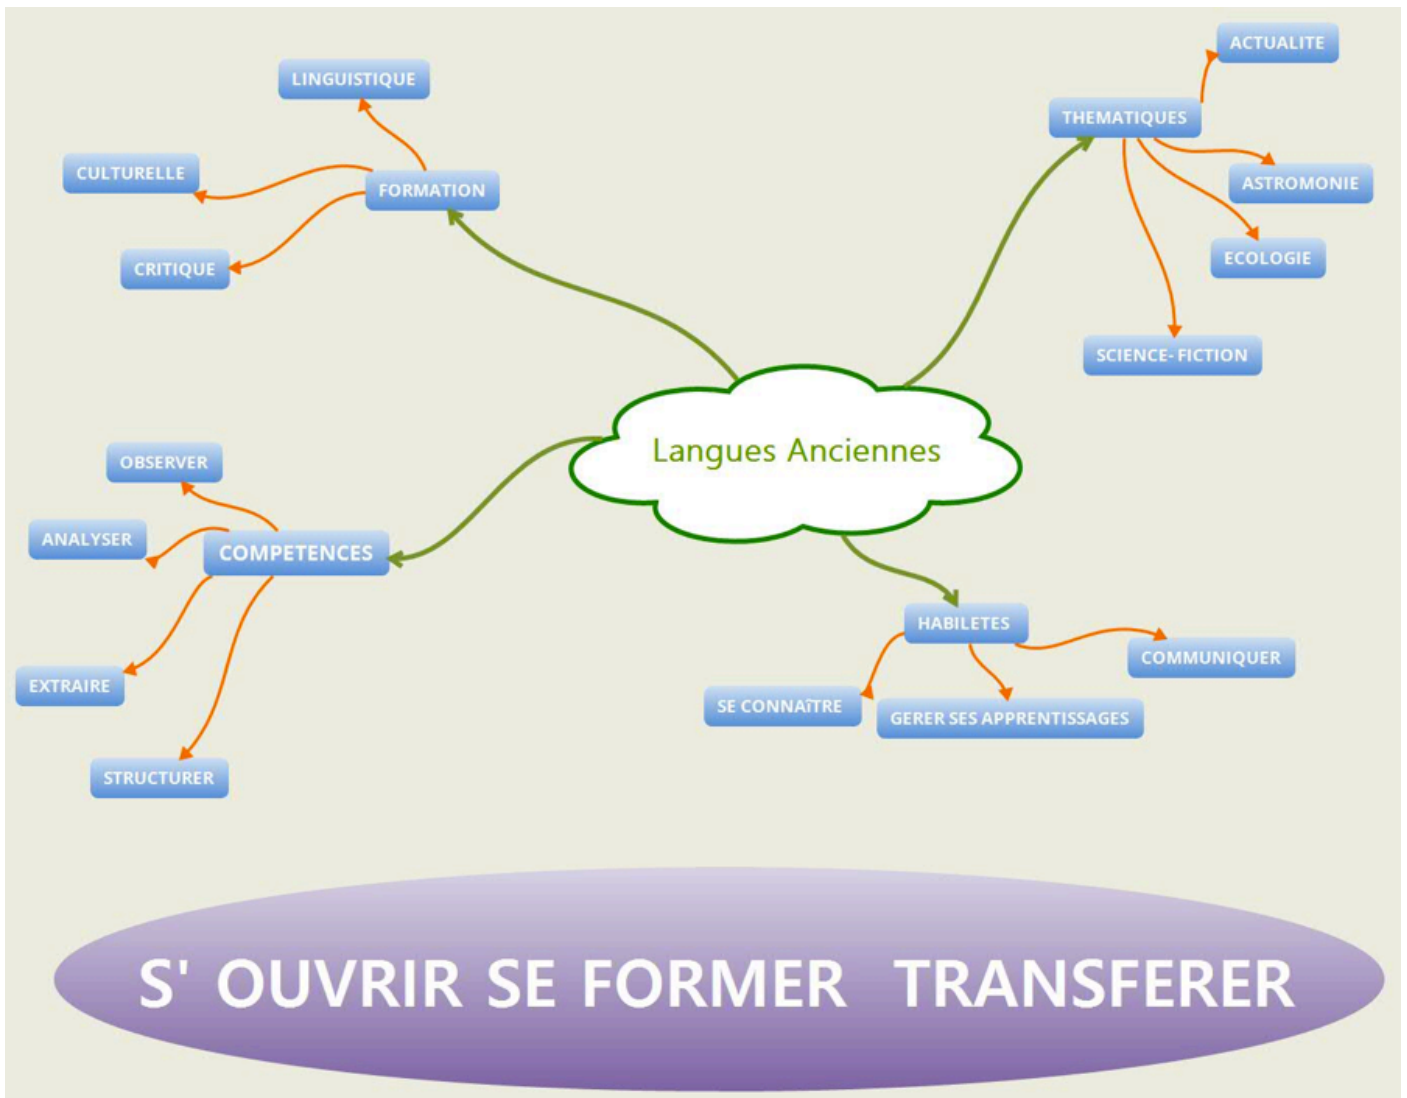 LINGUISTIQUE
CULTURELLE
FORMATION
CRITIQUE
ACTUALITE
THEMATIQUES
ASTROMONIE
ECOLOGIE
SCIENCE- FICTION
Langues Anciennes
OBSERVER
ANALYSER
COMPETENCES
EXTRAIRE
STRUCTURER
HABILETES
COMMUNIQUER
SE CONNAîTRE
GERER SES APPRENTISSAGES
S' OUVRIR SE FORMER TRANSFERER